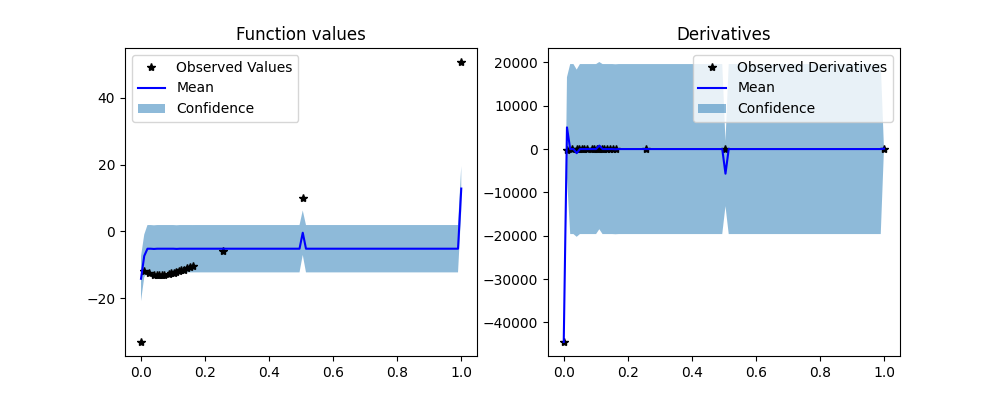 Function values
Observed Values
Mean
Confidence
40
20
0
−20
0.0 0.2 0.4 0.6 0.8 1.0
Derivatives
Observed Derivatives
Mean
Confidence
20000
10000
0
−10000
−20000
−30000
−40000
0.0 0.2 0.4 0.6 0.8 1.0